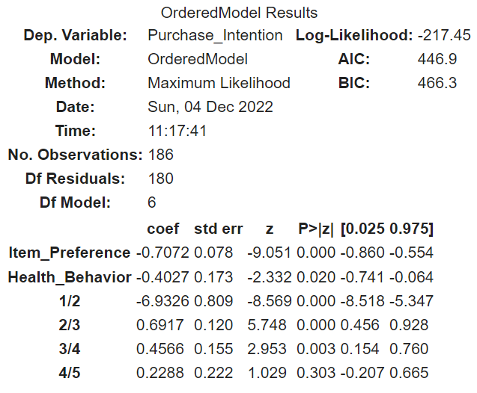 OrderedModel Results
Dep. Variable: Purchase_Intention Log-Likelihood: -217.45
Model: OrderedModel AIC: 446.9
Method: Maximum Likelihood BIC: 466.3
Date: Sun, 04 Dec 2022
Time: 11:17:41
No. Observations: 186
Df Residuals: 180
Df Model: 6
coef std err z P>|z| [0.025 0.975]
Item_Preference -0.7072 0.078 -9.051 0.000 -0.860 -0.554
Health_Behavior -0.4027 0.173 -2.332 0.020 -0.741 -0.064
1/2 -6.9326 0.809 -8.569 0.000 -8.518 -5.347
2/3 0.6917 0.120 5.748 0.000 0.456 0.928
3/4 0.4566 0.155 2.953 0.003 0.154 0.760
4/5 0.2288 0.222 1.029 0.303 -0.207 0.665